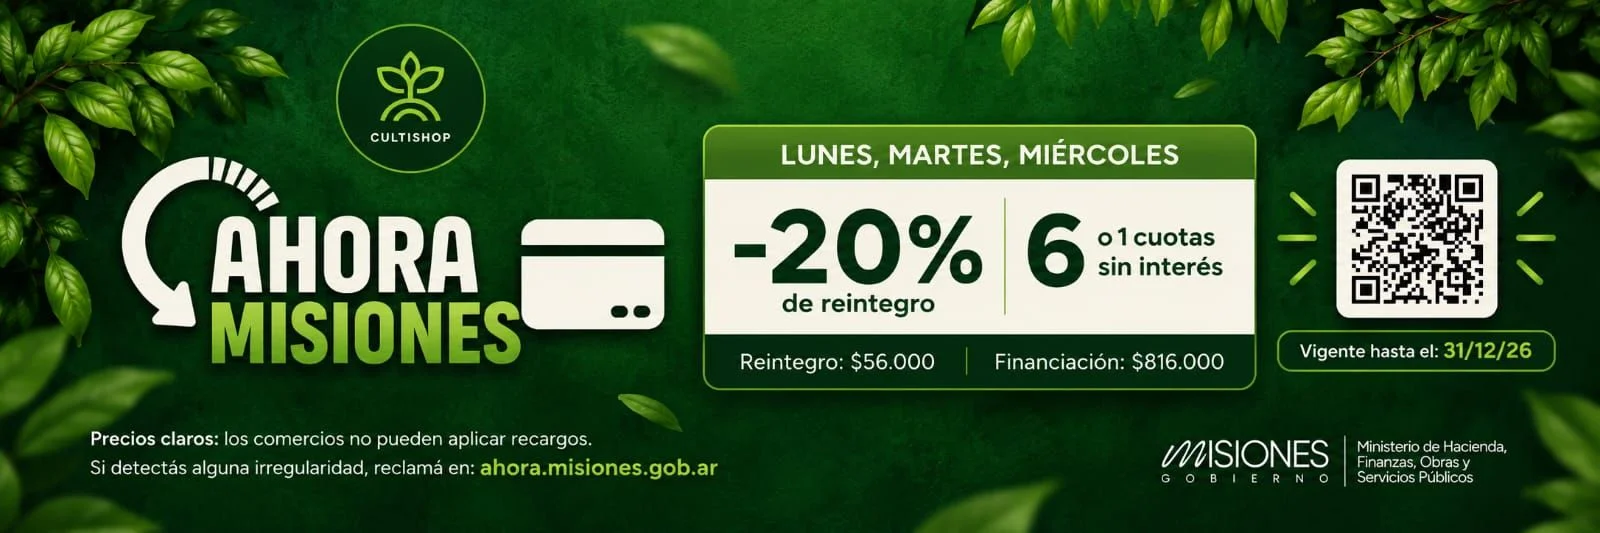 CULTISHOP
AHORA
MISIONES
LUNES, MARTES, MIÉRCOLES
-20%
de reintegro
6 o 1 cuotas
sin interés
Reintegro: $56.000
Financiación: $816.000
Vigente hasta el: 31/12/26
Precios claros: los comercios no pueden aplicar recargos.
Si detectás alguna irregularidad, reclamá en: ahora.misiones.gob.ar
MISIONES
GOBIERNO
Ministerio de Hacienda,
Finanzas, Obras y
Servicios Públicos